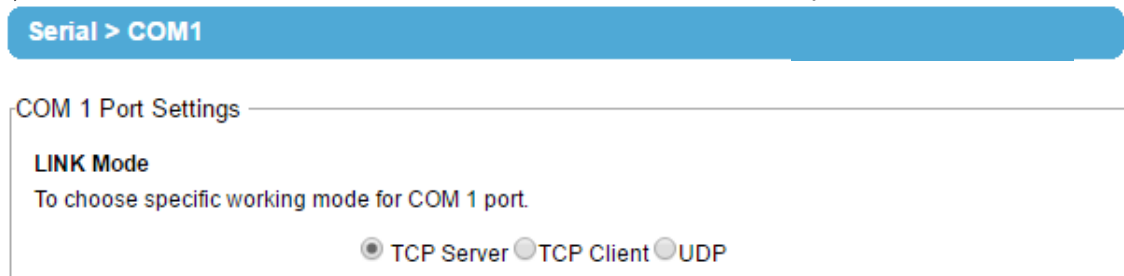 Serial > COM1
COM 1 Port Settings
LINK Mode
To choose specific working mode for COM 1 port.
TCP Server TCP Client UDP